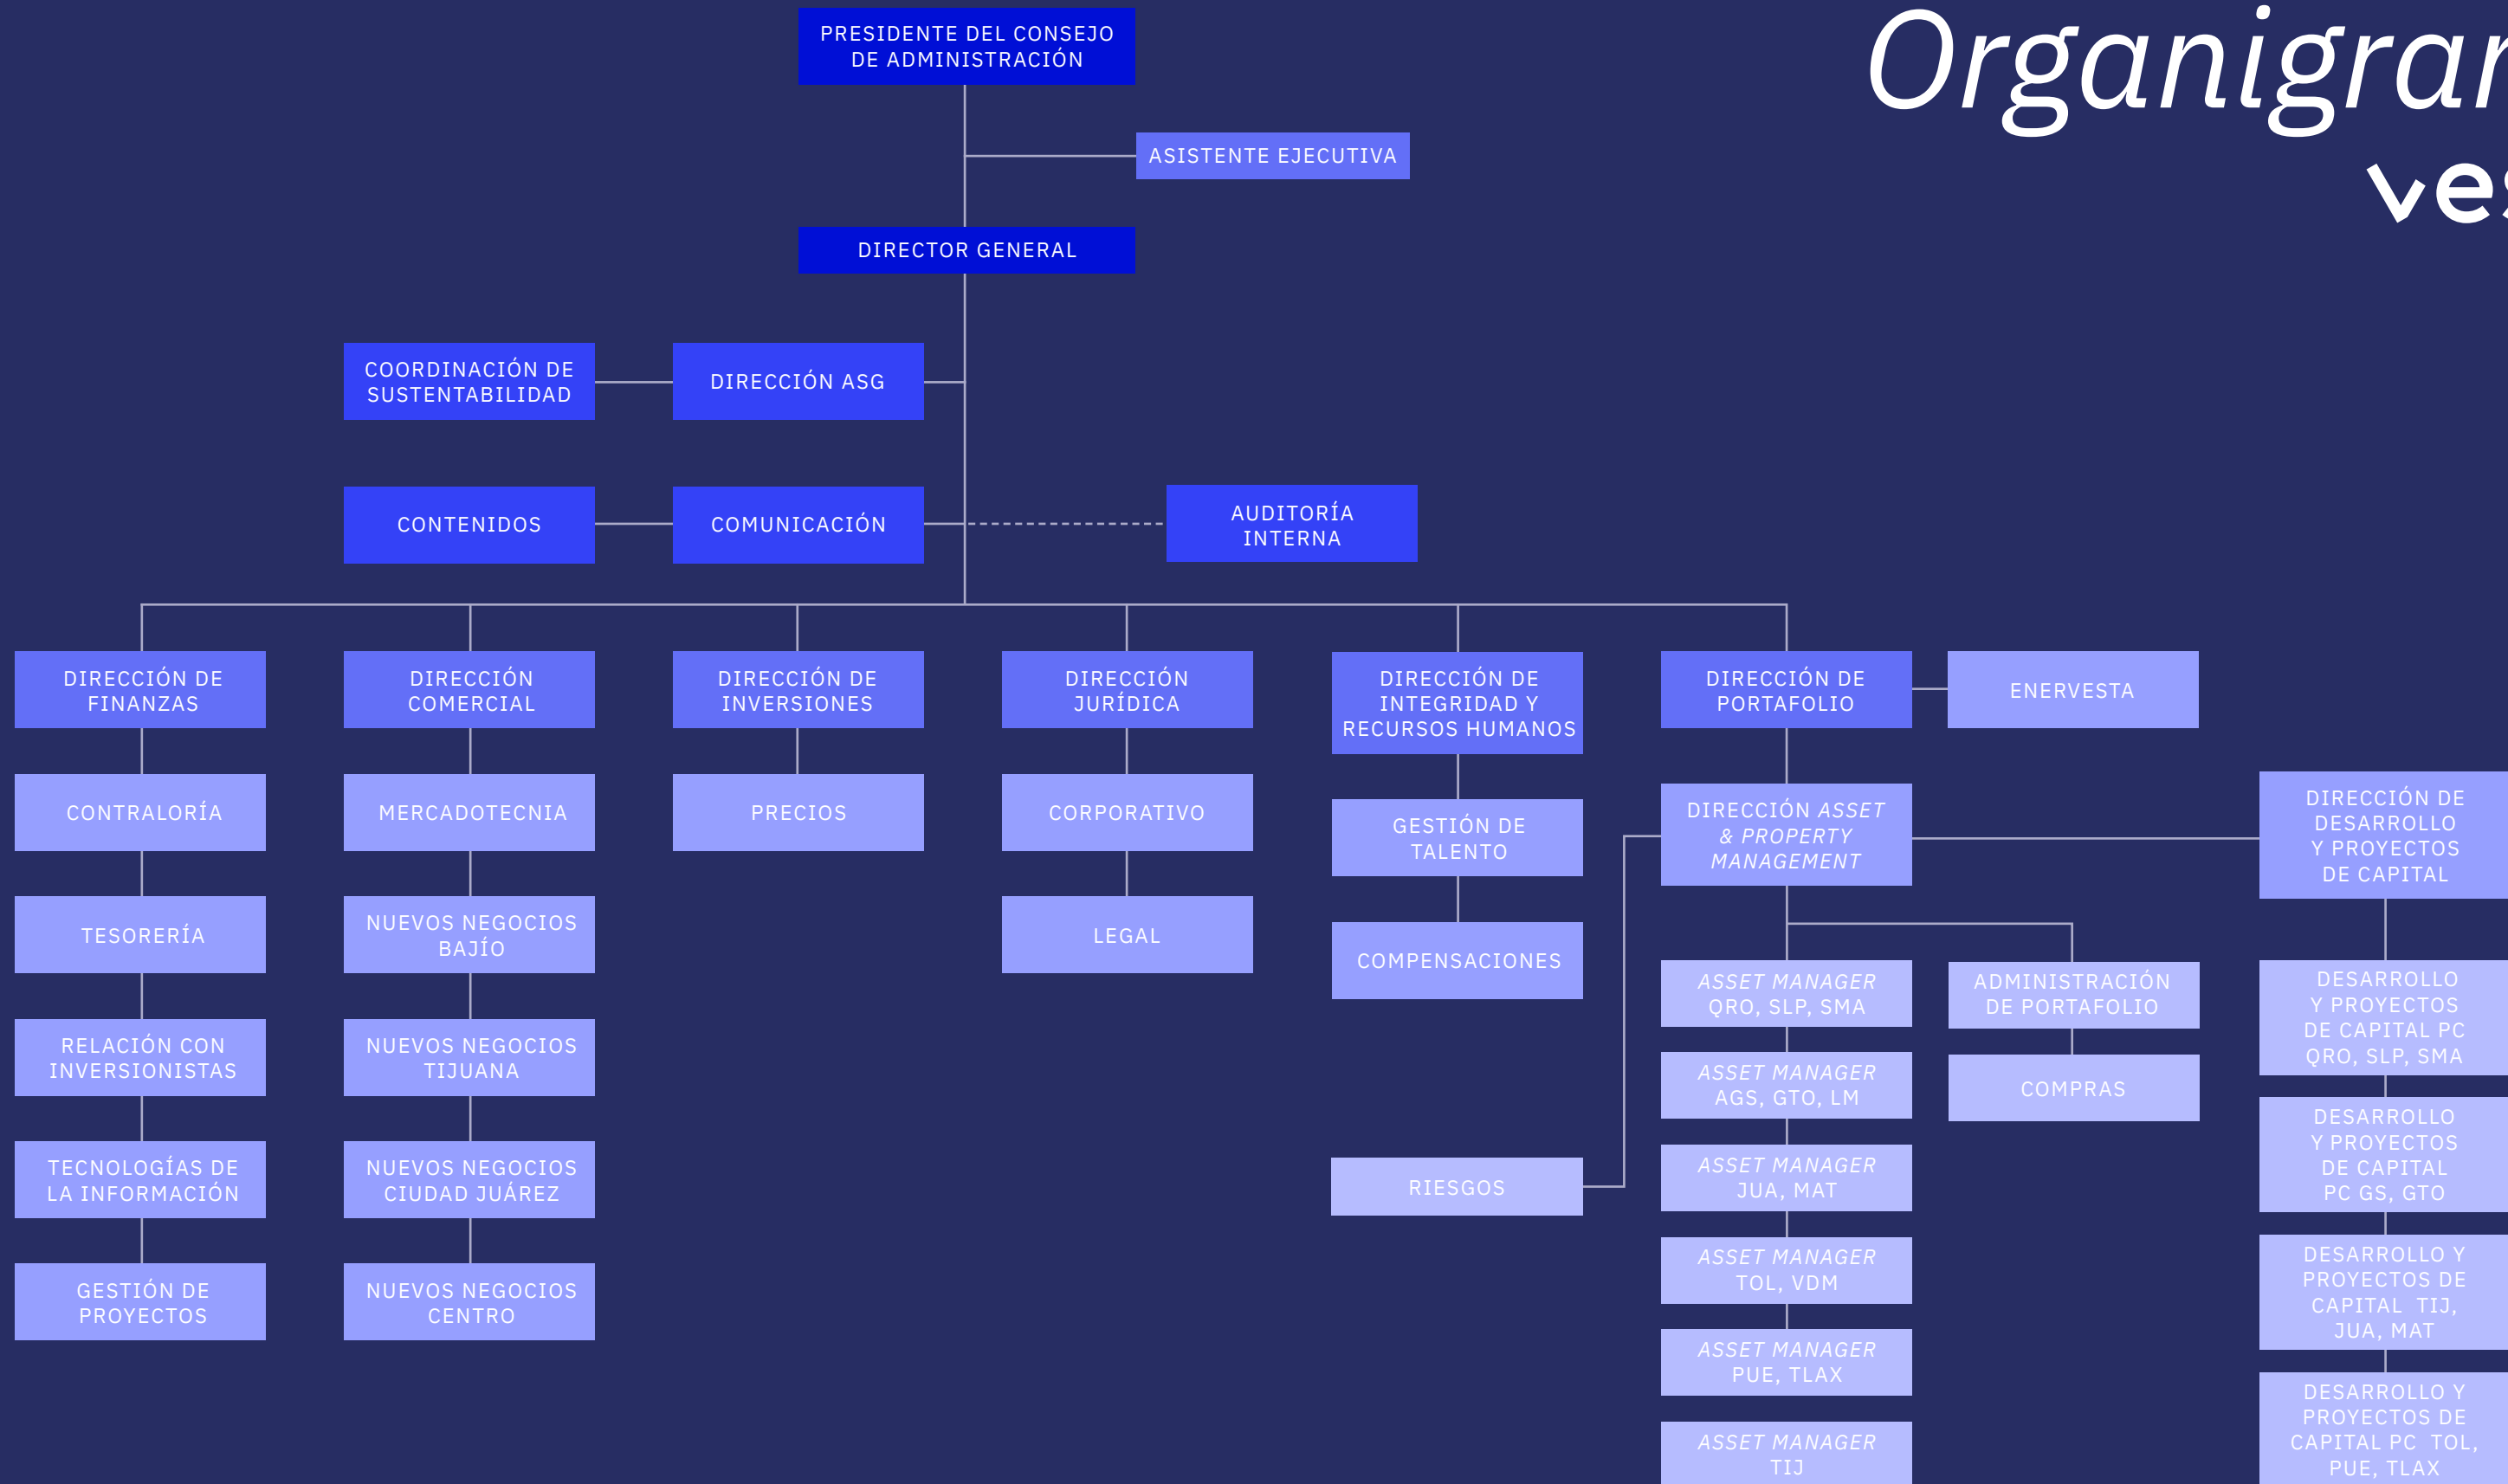 Organigra
ves
PRESIDENTE DEL CONSEJO
DE ADMINISTRACIÓN
ASISTENTE EJECUTIVA
DIRECTOR GENERAL
COORDINACIÓN DE
SUSTENTABILIDAD
DIRECCIÓN ASG
CONTENIDOS
COMUNICACIÓN
AUDITORÍA
INTERNA
DIRECCIÓN DE
FINANZAS
CONTRALORÍA
TESORERÍA
RELACIÓN CON
INVERSIONISTAS
TECNOLOGÍAS DE
LA INFORMACIÓN
GESTIÓN DE
PROYECTOS
DIRECCIÓN
COMERCIAL
MERCADOTECNIA
NUEVOS NEGOCIOS
BAJÍO
NUEVOS NEGOCIOS
TIJUANA
NUEVOS NEGOCIOS
CIUDAD JUÁREZ
NUEVOS NEGOCIOS
CENTRO
DIRECCIÓN DE
INVERSIONES
PRECIOS
DIRECCIÓN
JURÍDICA
CORPORATIVO
LEGAL
DIRECCIÓN DE
INTEGRIDAD Y
RECURSOS HUMANOS
GESTIÓN DE
TALENTO
COMPENSACIONES
RIESGOS
DIRECCIÓN DE
PORTAFOLIO
ENERVESTA
DIRECCIÓN ASSET
& PROPERTY
MANAGEMENT
ASSET MANAGER
QRO, SLP, SMA
ASSET MANAGER
AGS, GTO, LM
ASSET MANAGER
JUA, MAT
ASSET MANAGER
TOL, VDM
ASSET MANAGER
PUE, TLAX
ASSET MANAGER
TIJ
ADMINISTRACIÓN
DE PORTAFOLIO
COMPRAS
DIRECCIÓN DE
DESARROLLO
Y PROYECTOS
DE CAPITAL
DESARROLLO
Y PROYECTOS
DE CAPITAL PC
QRO, SLP, SMA
DESARROLLO
Y PROYECTOS
DE CAPITAL
PC GS, GTO
DESARROLLO Y
PROYECTOS DE
CAPITAL TIJ,
JUA, MAT
DESARROLLO Y
PROYECTOS DE
CAPITAL PC TOL,
PUE, TLAX